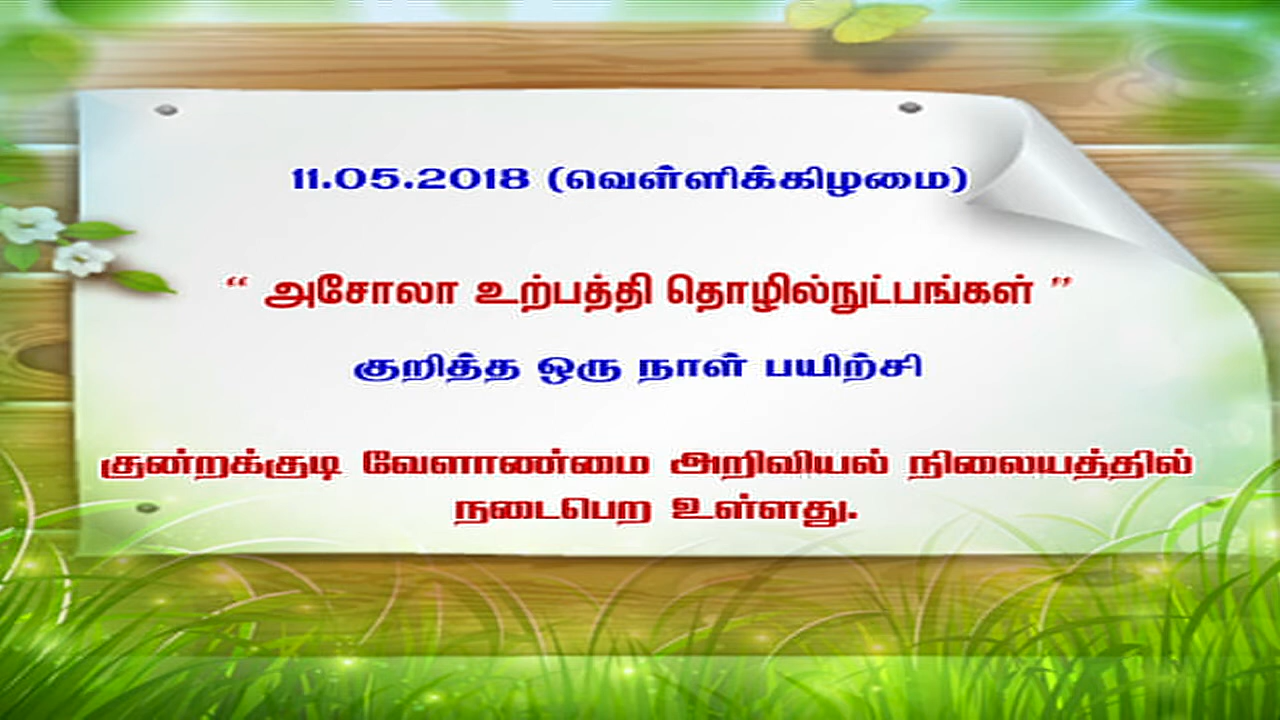 11.05.2018 (வெள்ளிக்கிழமை)
“ அசோலா உற்பத்தி தொழில்நுட்பங்கள் ”
குறித்த ஒரு நாள் பயிற்சி
குன்றக்குடி வேளாண்மை அறிவியல் நிலையத்தில்
நடைபெற உள்ளது.